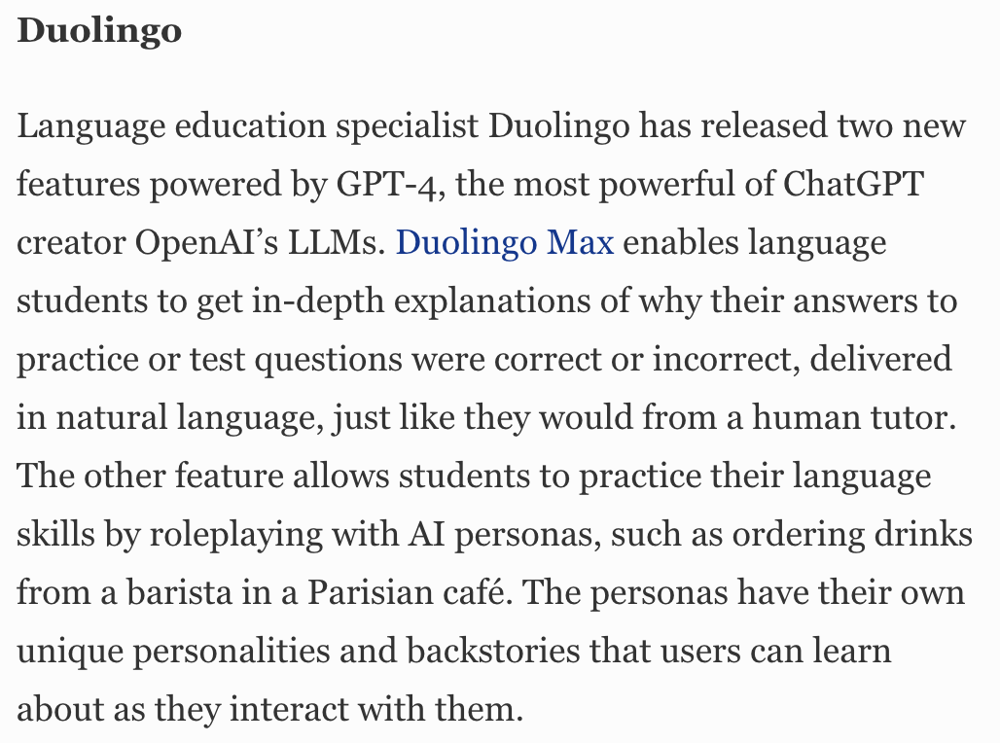 Duolingo
Language education specialist Duolingo has released two new
features powered by GPT-4, the most powerful of ChatGPT
creator OpenAI’s LLMs. Duolingo Max enables language
students to get in-depth explanations of why their answers to
practice or test questions were correct or incorrect, delivered
in natural language, just like they would from a human tutor.
The other feature allows students to practice their language
skills by roleplaying with AI personas, such as ordering drinks
from a barista in a Parisian café. The personas have their own
unique personalities and backstories that users can learn
about as they interact with them.